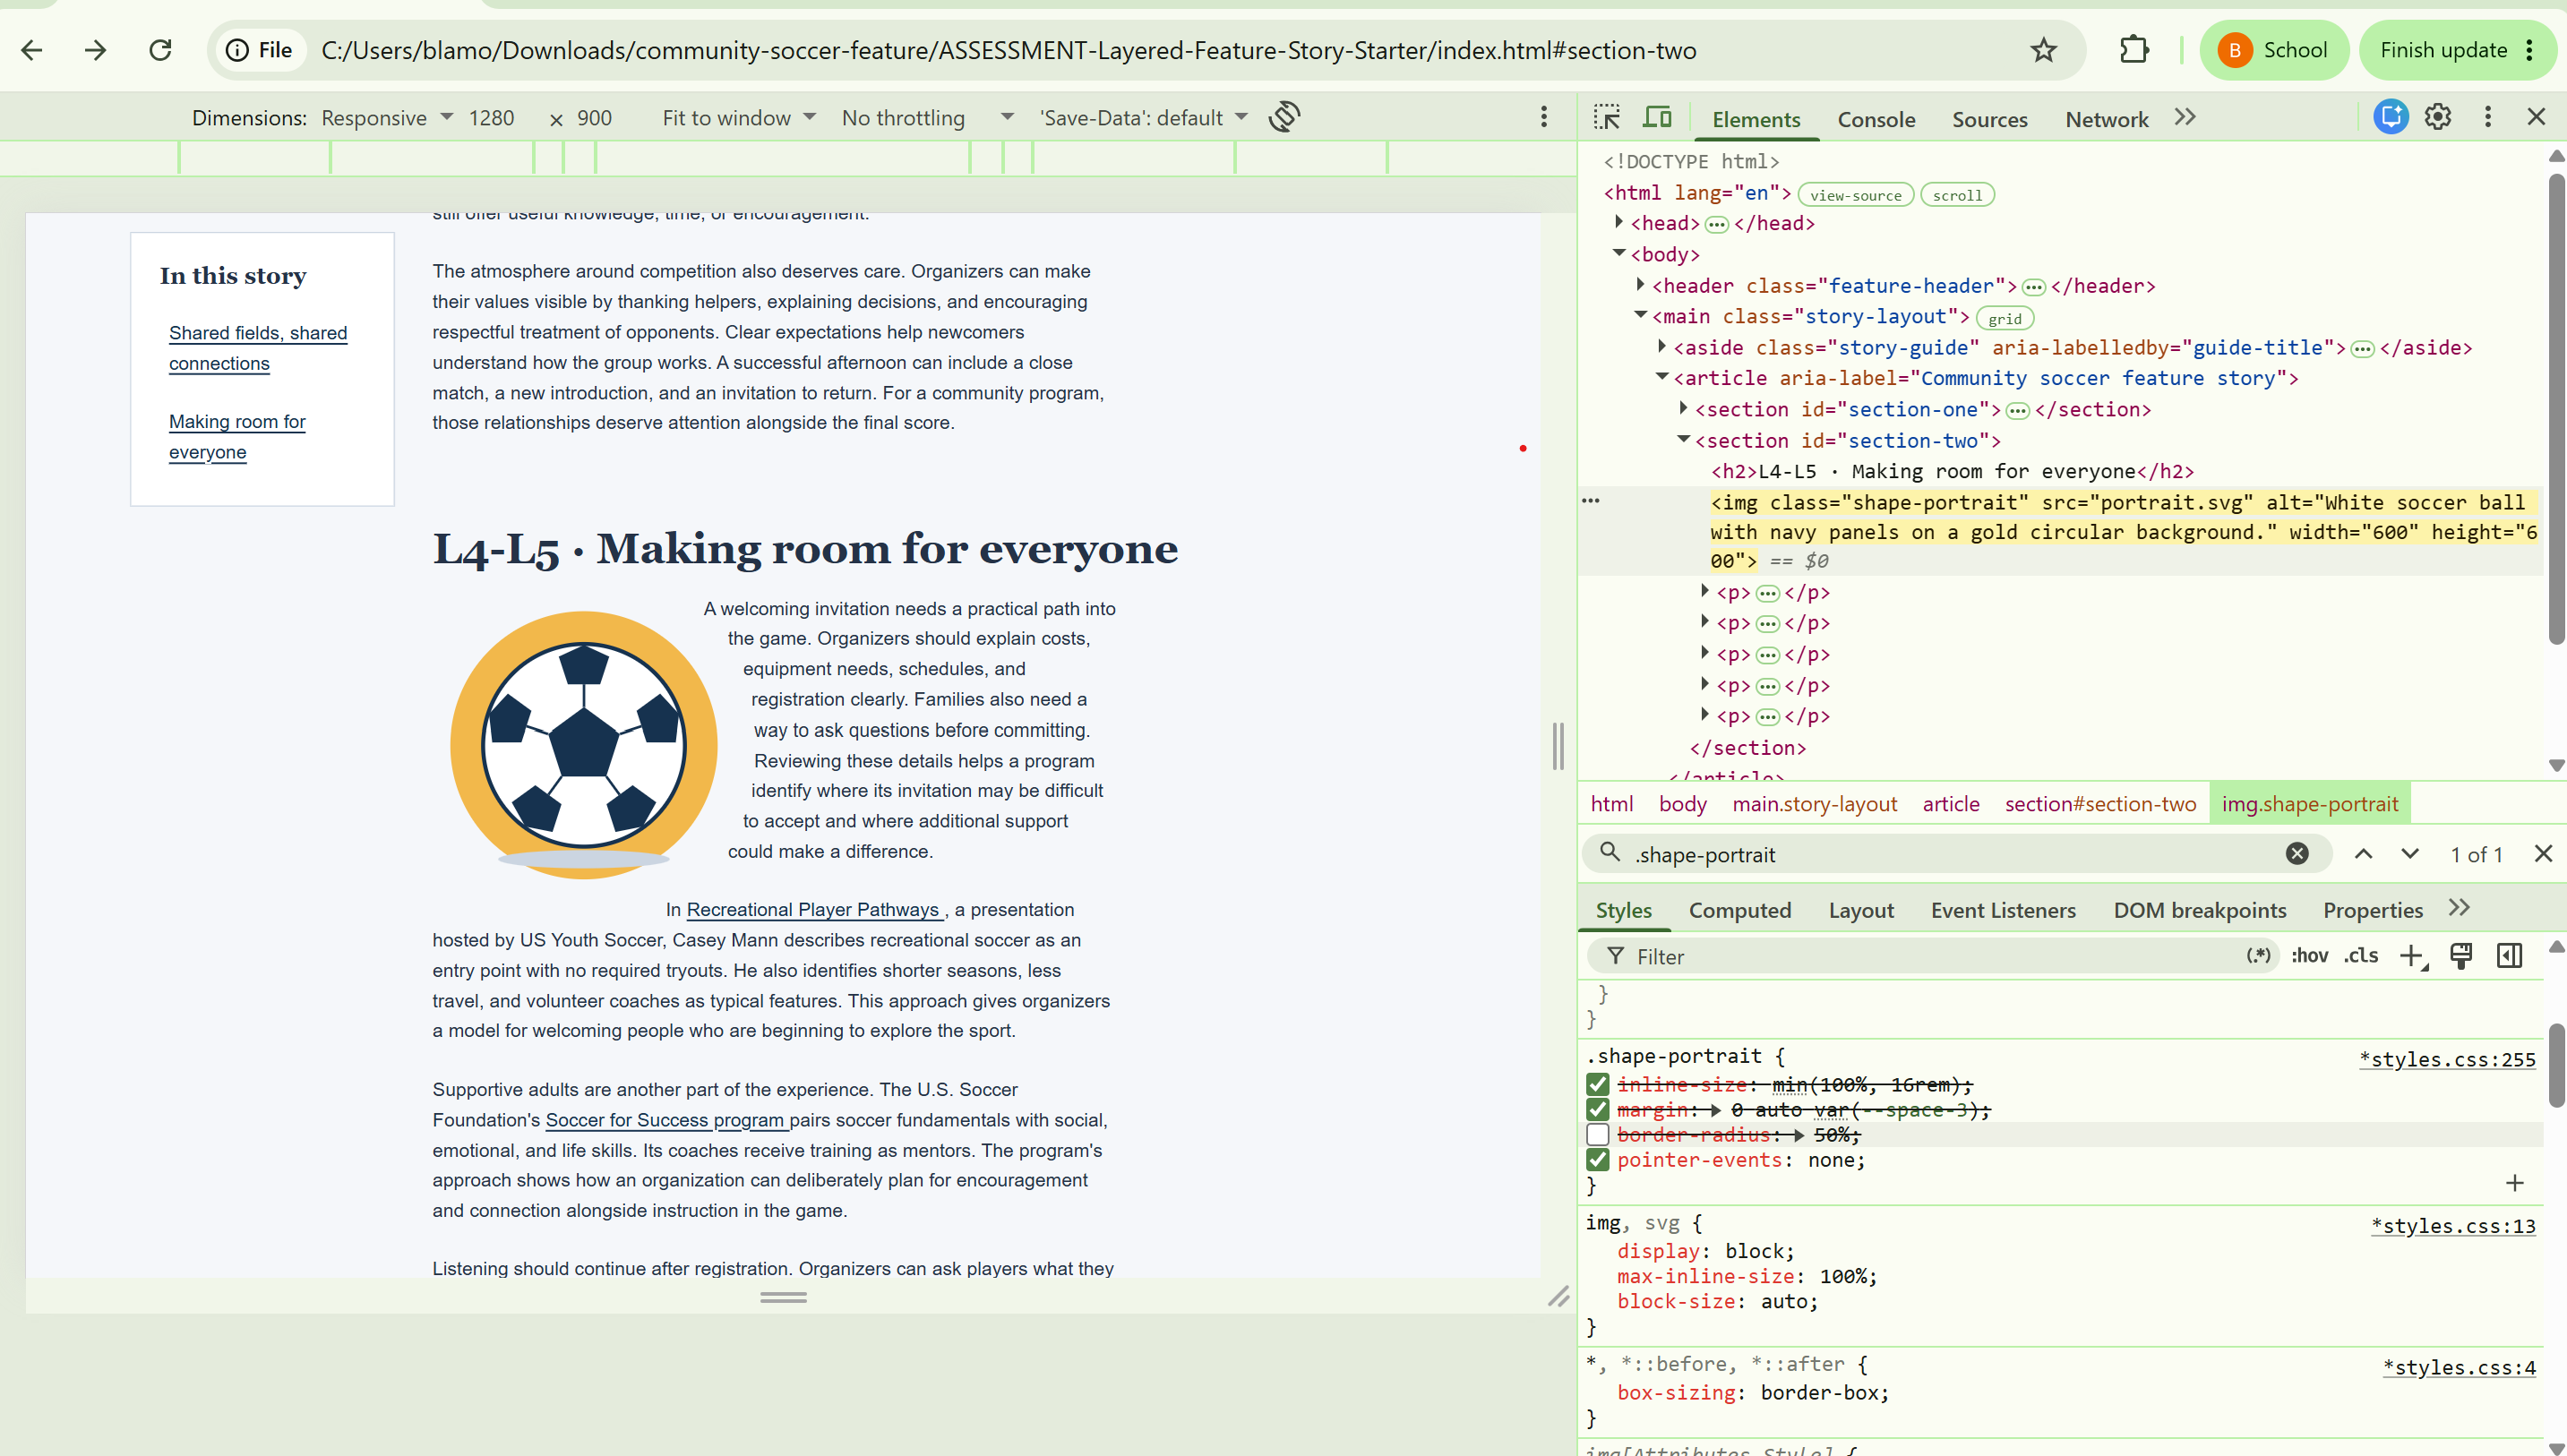 File
C:/Users/blamo/Downloads/community-soccer-feature/ASSESSMENT-Layered-Feature-Story-Starter/index.html#section-two
B
School
Finish update
Dimensions: Responsive 1280 × 900 Fit to window No throttling 'Save-Data': default
still offer useful knowledge, time, or encouragement.
In this story
Shared fields, shared
connections
Making room for
everyone
The atmosphere around competition also deserves care. Organizers can make
their values visible by thanking helpers, explaining decisions, and encouraging
respectful treatment of opponents. Clear expectations help newcomers
understand how the group works. A successful afternoon can include a close
match, a new introduction, and an invitation to return. For a community program,
those relationships deserve attention alongside the final score.
L4-L5 · Making room for everyone
A welcoming invitation needs a practical path into
the game. Organizers should explain costs,
equipment needs, schedules, and
registration clearly. Families also need a
way to ask questions before committing.
Reviewing these details helps a program
identify where its invitation may be difficult
to accept and where additional support
could make a difference.
In Recreational Player Pathways , a presentation
hosted by US Youth Soccer, Casey Mann describes recreational soccer as an
entry point with no required tryouts. He also identifies shorter seasons, less
travel, and volunteer coaches as typical features. This approach gives organizers
a model for welcoming people who are beginning to explore the sport.
Supportive adults are another part of the experience. The U.S. Soccer
Foundation's Soccer for Success program pairs soccer fundamentals with social,
emotional, and life skills. Its coaches receive training as mentors. The program's
approach shows how an organization can deliberately plan for encouragement
and connection alongside instruction in the game.
Listening should continue after registration. Organizers can ask players what they
Elements Console Sources Network
<!DOCTYPE html>
<html lang="en"> view-source scroll
<head> ••• </head>
<body>
<header class="feature-header"> ••• </header>
<main class="story-layout"> grid
<aside class="story-guide" aria-labelledby="guide-title"> ••• </aside>
<article aria-label="Community soccer feature story">
<section id="section-one"> ••• </section>
<section id="section-two">
<h2>L4-L5 · Making room for everyone</h2>
••• <img class="shape-portrait" src="portrait.svg" alt="White soccer ball
with navy panels on a gold circular background." width="600" height="6
00"> == $0
<p> ••• </p>
<p> ••• </p>
<p> ••• </p>
<p> ••• </p>
<p> ••• </p>
</section>
</article>
html body main.story-layout article section#section-two img.shape-portrait
.shape-portrait 1 of 1
Styles Computed Layout Event Listeners DOM breakpoints Properties
Filter (.*) :hov .cls
}
}
.shape-portrait { *styles.css:255
inline-size: min(100%, 16rem);
margin: 0 auto var(--space-3);
border-radius: 50%;
pointer-events: none;
}
img, svg { *styles.css:13
display: block;
max-inline-size: 100%;
block-size: auto;
}
*, *::before, *::after { *styles.css:4
box-sizing: border-box;
}
img[Attributes Style] {